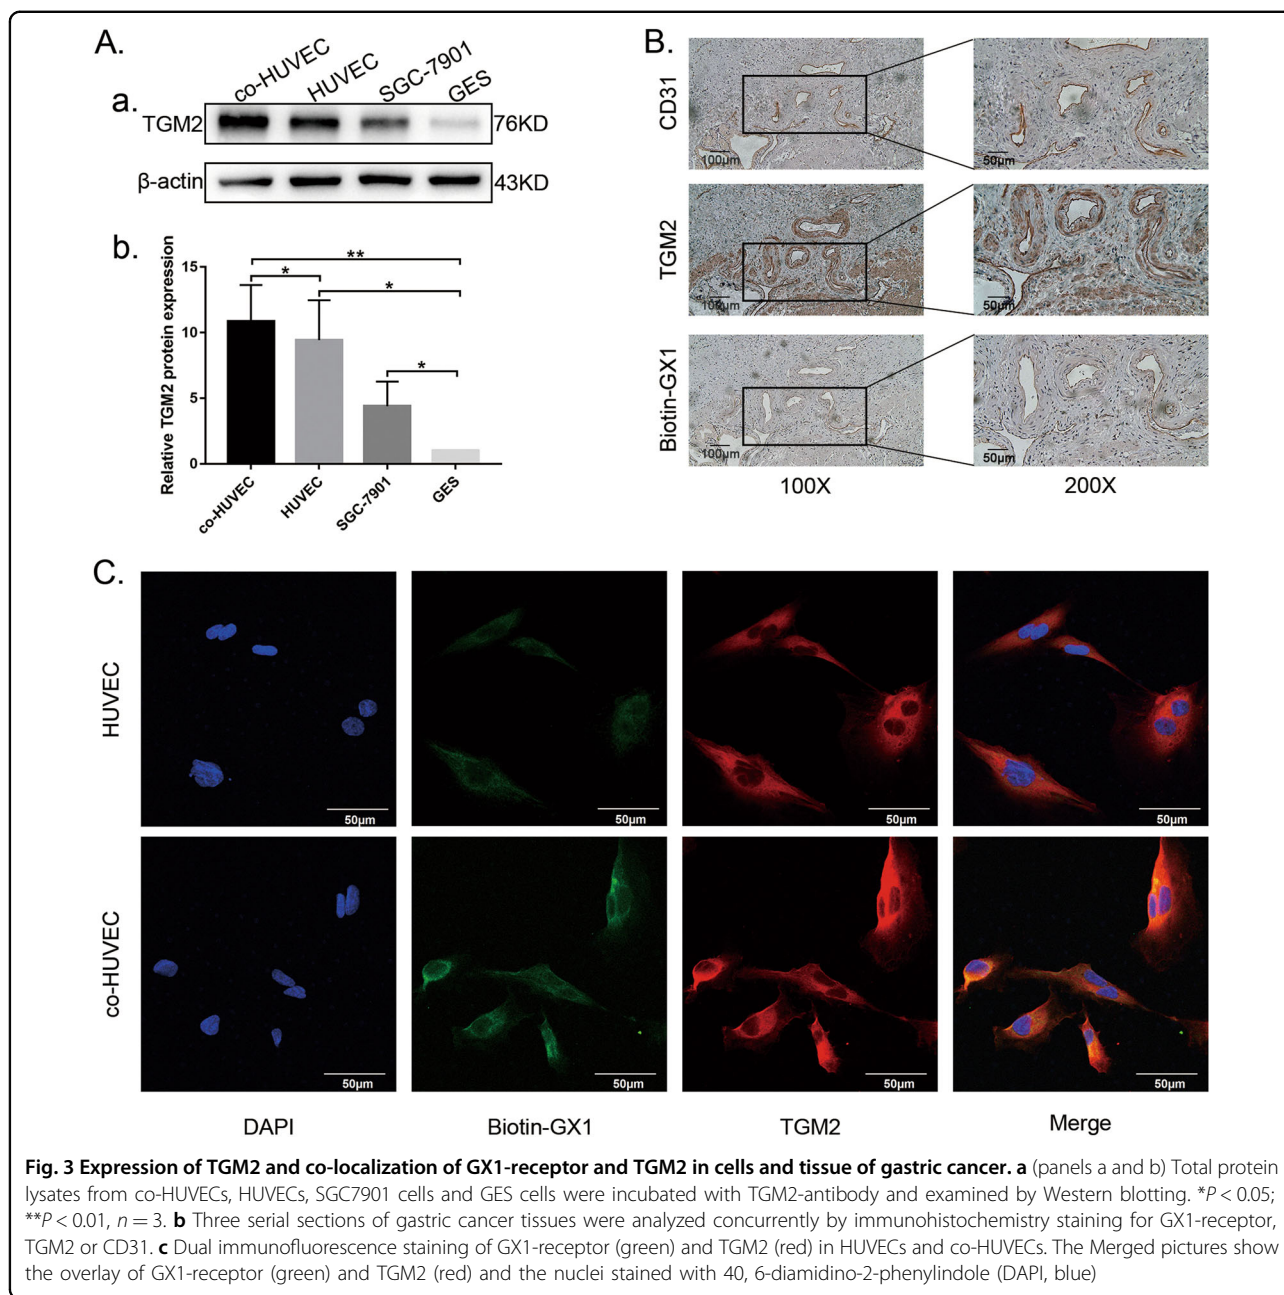 A.
co-HUVEC HUVEC SGC-7901 GES
a.
TGM2 76KD
β-actin 43KD
b.
Relative TGM2 protein expression
15
10
5
0
** * * *
co-HUVEC HUVEC SGC-7901 GES
B.
CD31
100μm 50μm
TGM2
100μm 50μm
Biotin-GX1
100μm 50μm
100X 200X
C.
HUVEC
50μm 50μm 50μm 50μm
co-HUVEC
50μm 50μm 50μm 50μm
DAPI Biotin-GX1 TGM2 Merge
Fig. 3 Expression of TGM2 and co-localization of GX1-receptor and TGM2 in cells and tissue of gastric cancer. a (panels a and b) Total protein
lysates from co-HUVECs, HUVECs, SGC7901 cells and GES cells were incubated with TGM2-antibody and examined by Western blotting. *P < 0.05;
**P < 0.01, n = 3. b Three serial sections of gastric cancer tissues were analyzed concurrently by immunohistochemistry staining for GX1-receptor,
TGM2 or CD31. c Dual immunofluorescence staining of GX1-receptor (green) and TGM2 (red) in HUVECs and co-HUVECs. The Merged pictures show
the overlay of GX1-receptor (green) and TGM2 (red) and the nuclei stained with 40, 6-diamidino-2-phenylindole (DAPI, blue)